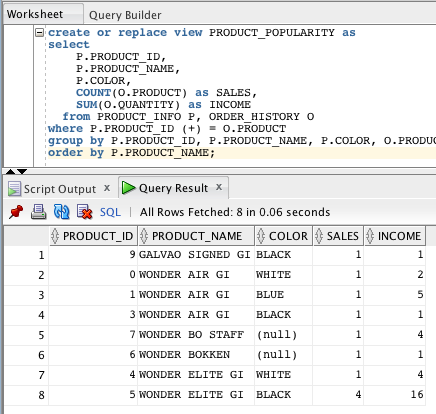 Worksheet Query Builder
create or replace view PRODUCT_POPULARITY as
select
P.PRODUCT_ID,
P.PRODUCT_NAME,
P.COLOR,
COUNT(O.PRODUCT) as SALES,
SUM(O.QUANTITY) as INCOME
from PRODUCT_INFO P, ORDER_HISTORY O
where P.PRODUCT_ID (+) = O.PRODUCT
group by P.PRODUCT_ID, P.PRODUCT_NAME, P.COLOR, O.PRODUC
order by P.PRODUCT_NAME;
Script Output x Query Result x
SQL | All Rows Fetched: 8 in 0.06 seconds
PRODUCT_ID PRODUCT_NAME COLOR SALES INCOME
1 9 GALVAO SIGNED GI BLACK 1 1
2 0 WONDER AIR GI WHITE 1 2
3 1 WONDER AIR GI BLUE 1 5
4 3 WONDER AIR GI BLACK 1 1
5 7 WONDER BO STAFF (null) 1 4
6 6 WONDER BOKKEN (null) 1 1
7 4 WONDER ELITE GI WHITE 1 4
8 5 WONDER ELITE GI BLACK 4 16